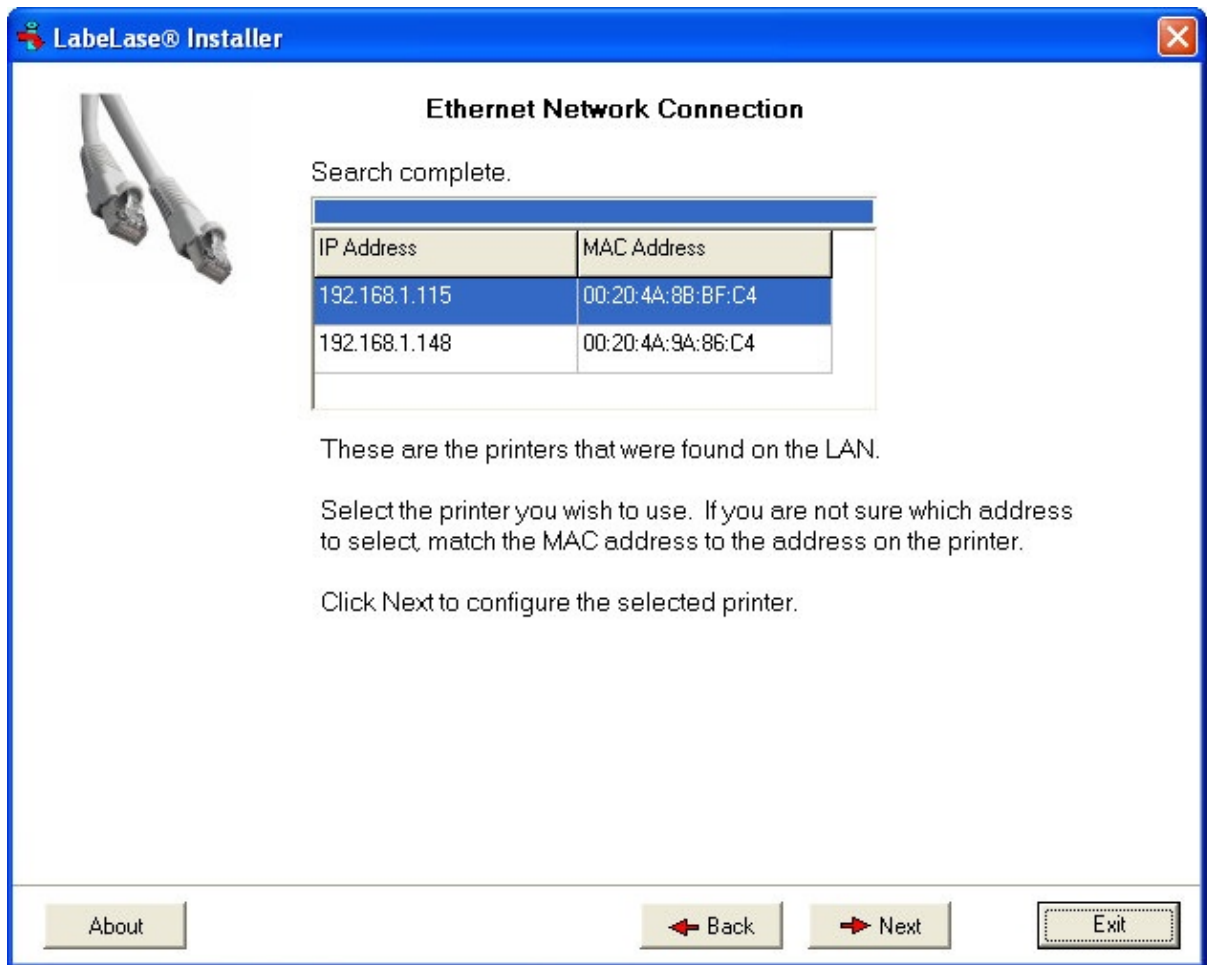 LabeLase® Installer
Ethernet Network Connection
Search complete.
IP Address MAC Address
192.168.1.115 00:20:4A:8B:BF:C4
192.168.1.148 00:20:4A:9A:86:C4
These are the printers that were found on the LAN.
Select the printer you wish to use. If you are not sure which address
to select, match the MAC address to the address on the printer.
Click Next to configure the selected printer.
About Back Next Exit